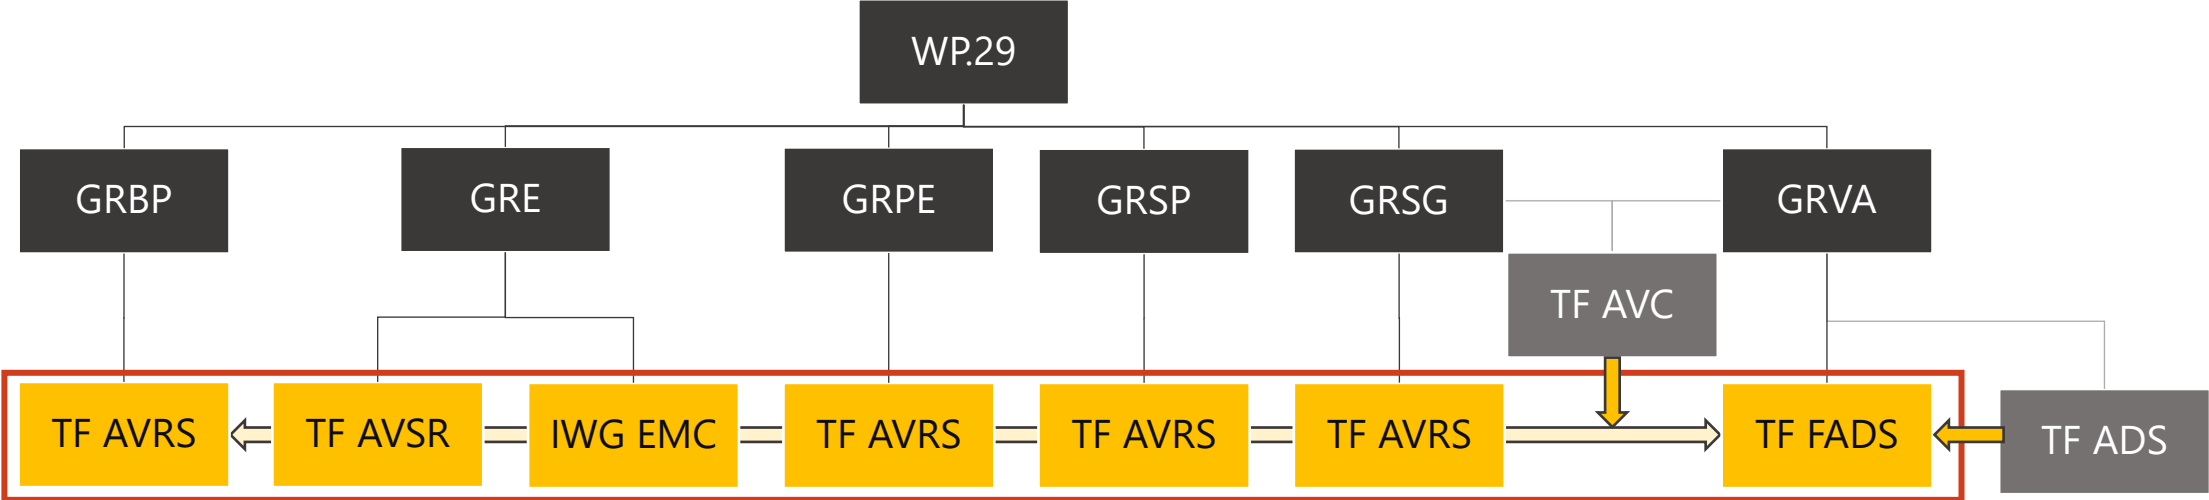 WP.29
GRBP
GRE
GRPE
GRSP
GRSG
GRVA
TF AVC
TF AVRS
TF AVSR
IWG EMC
TF AVRS
TF AVRS
TF AVRS
TF FADS
TF ADS